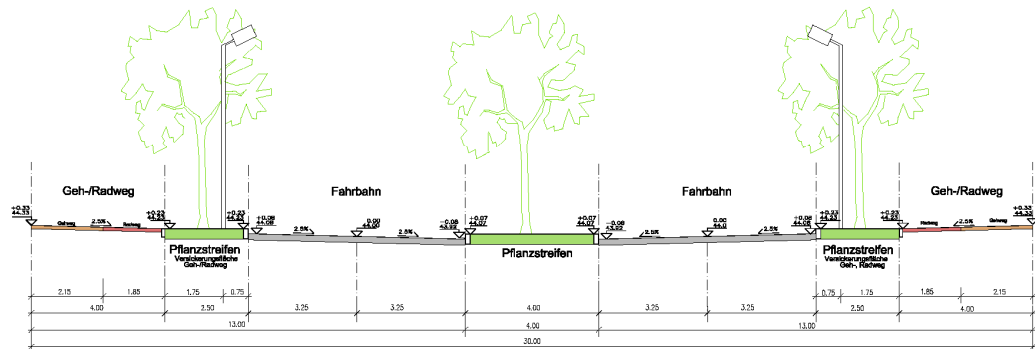 Geh-/Radweg
Fahrbahn
Fahrbahn
Geh-/Radweg
+0.33
44.33
Gehweg
2.5%
Radweg
+0.23
44.23
+0.23
44.23
+0.08
44.08
2.5%
0.00
44.00
2.5%
-0.08
43.92
+0.07
44.07
+0.07
44.07
-0.08
43.92
2.5%
0.00
44.0
2.5%
+0.08
44.08
+0.23
44.23
+0.23
44.23
Radweg
2.5%
Gehweg
+0.33
44.33
Pflanzstreifen
Versickerungsfläche
Geh-/Radweg
Pflanzstreifen
Pflanzstreifen
Versickerungsfläche
Geh-, Radweg
2.15 1.85 1.75 0.75 0.75 1.75 1.85 2.15
4.00 2.50 3.25 3.25 4.00 3.25 3.25 2.50 4.00
13.00 4.00 13.00
30.00